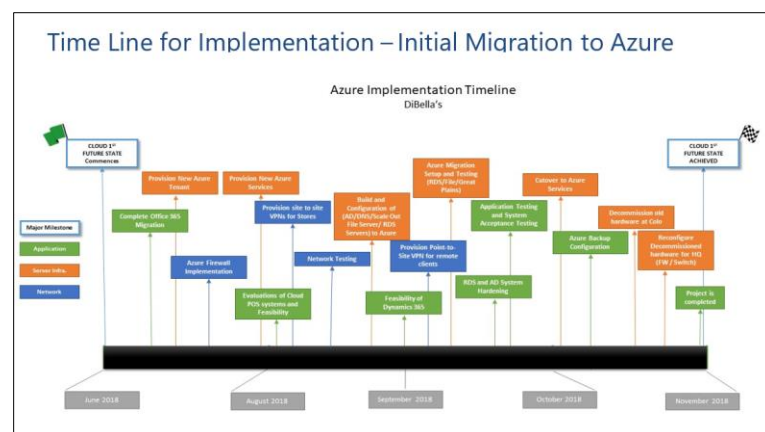 Time Line for Implementation – Initial Migration to Azure
Azure Implementation Timeline
DiBella's
CLOUD 1ST
FUTURE STATE
Commences
CLOUD 1ST
FUTURE STATE
ACHIEVED
Provision New Azure
Tenant
Provision New Azure
Services
Azure Migration
Setup and Testing
(RDS/File/Great
Plains)
Cutover to Azure
Services
Complete Office 365
Migration
Provision site to site
VPNs for Stores
Build and
Configuration of
(AD/DNS/Scale Out
File Server/ RDS
Servers) to Azure
Application Testing
and System
Acceptance Testing
Decommission old
hardware at Colo
Major Milestone
Application
Server Infra.
Network
Azure Firewall
Implementation
Network Testing
Provision Point-to-
Site VPN for remote
clients
Azure Backup
Configuration
Reconfigure
Decommissioned
hardware for HQ
(FW / Switch)
Evaluations of Cloud
POS systems and
Feasibility
Feasibility of
Dynamics 365
RDS and AD System
Hardening
Project is
completed
June 2018
August 2018
September 2018
October 2018
November 2018